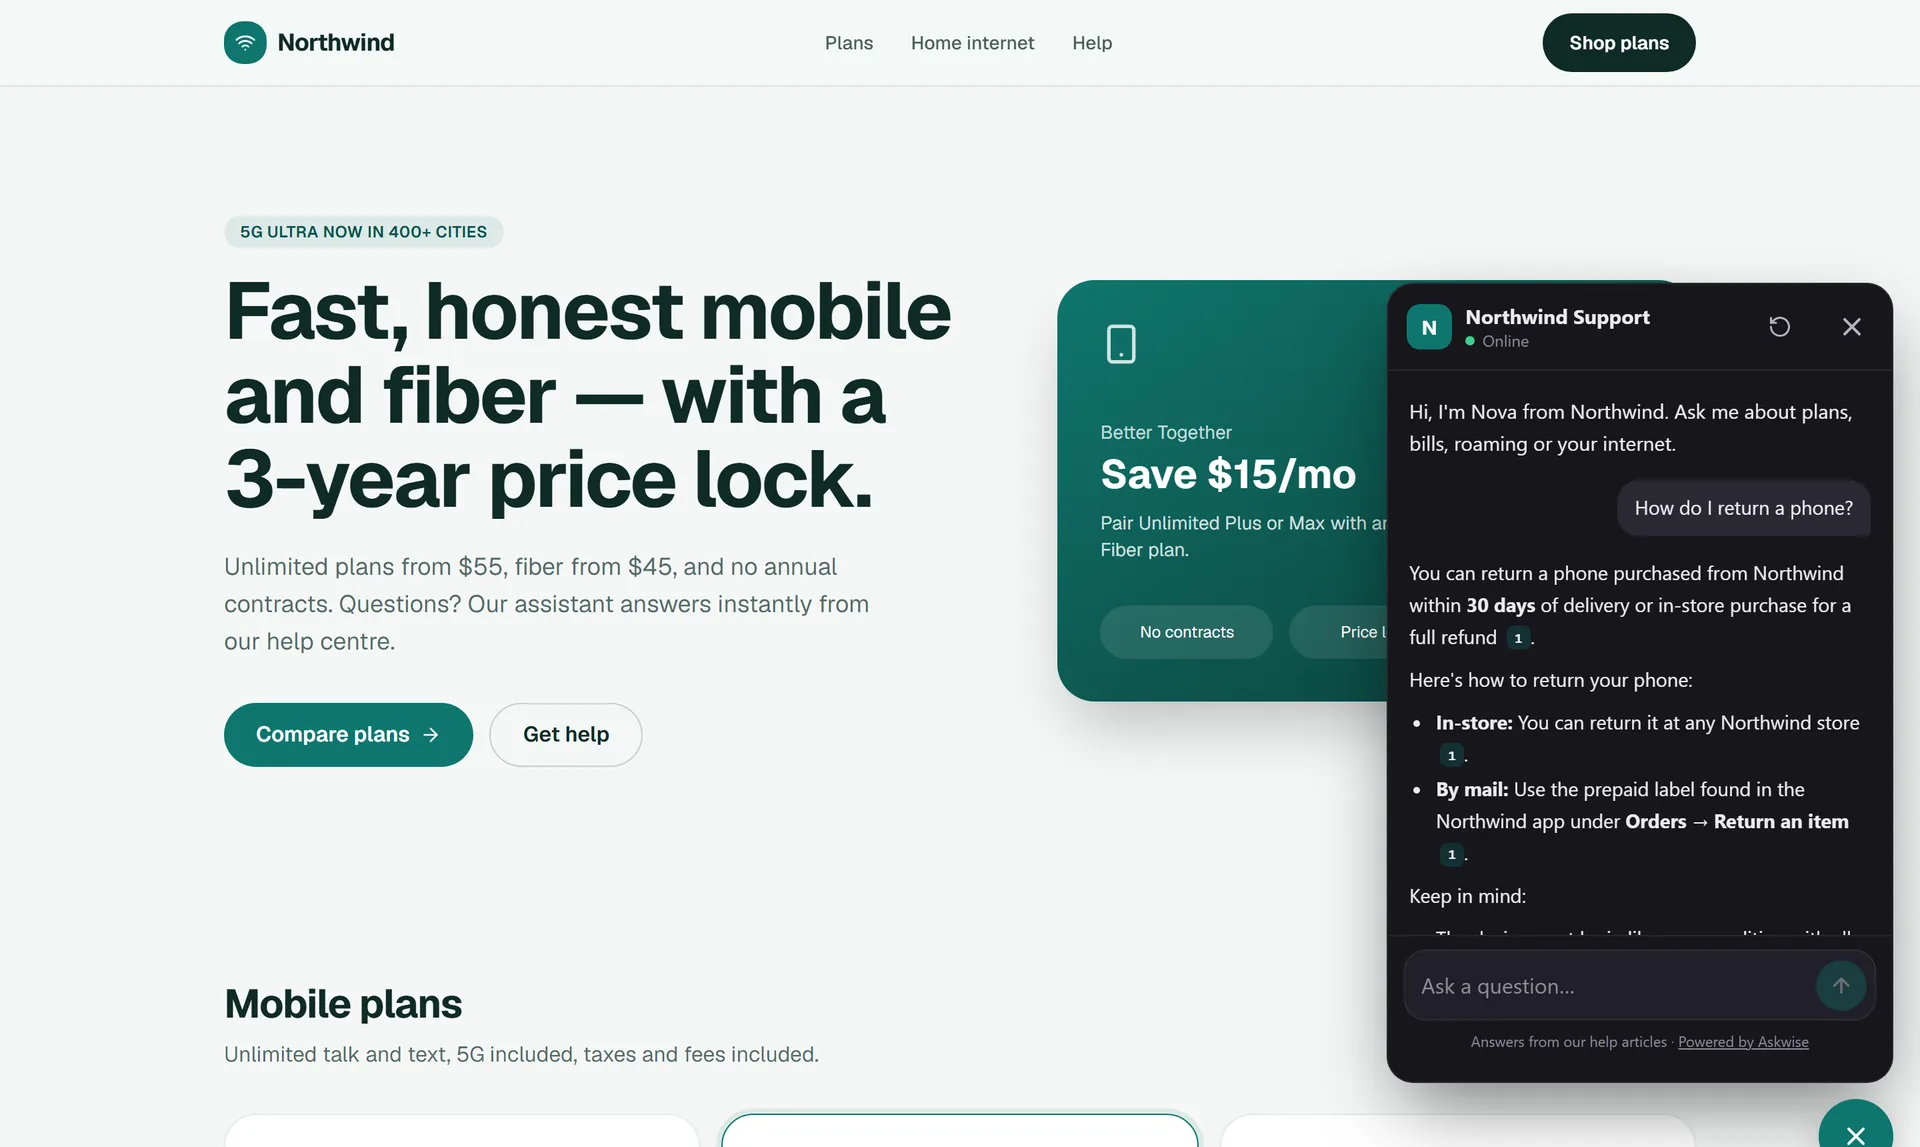 Northwind
Plans
Home internet
Help
Shop plans
5G ULTRA NOW IN 400+ CITIES
Fast, honest mobile
and fiber — with a
3-year price lock.
Unlimited plans from $55, fiber from $45, and no annual
contracts. Questions? Our assistant answers instantly from
our help centre.
Compare plans →
Get help
Better Together
Save $15/mo
Pair Unlimited Plus or Max with
Fiber plan.
No contracts
Price
N
Northwind Support
Online
Hi, I'm Nova from Northwind. Ask me about plans,
bills, roaming or your internet.
How do I return a phone?
You can return a phone purchased from Northwind
within 30 days of delivery or in-store purchase for a
full refund 1.
Here's how to return your phone:
• In-store: You can return it at any Northwind store
1.
• By mail: Use the prepaid label found in the
Northwind app under Orders → Return an item
1.
Keep in mind:
Ask a question...
Answers from our help articles · Powered by Askwise
Mobile plans
Unlimited talk and text, 5G included, taxes and fees included.